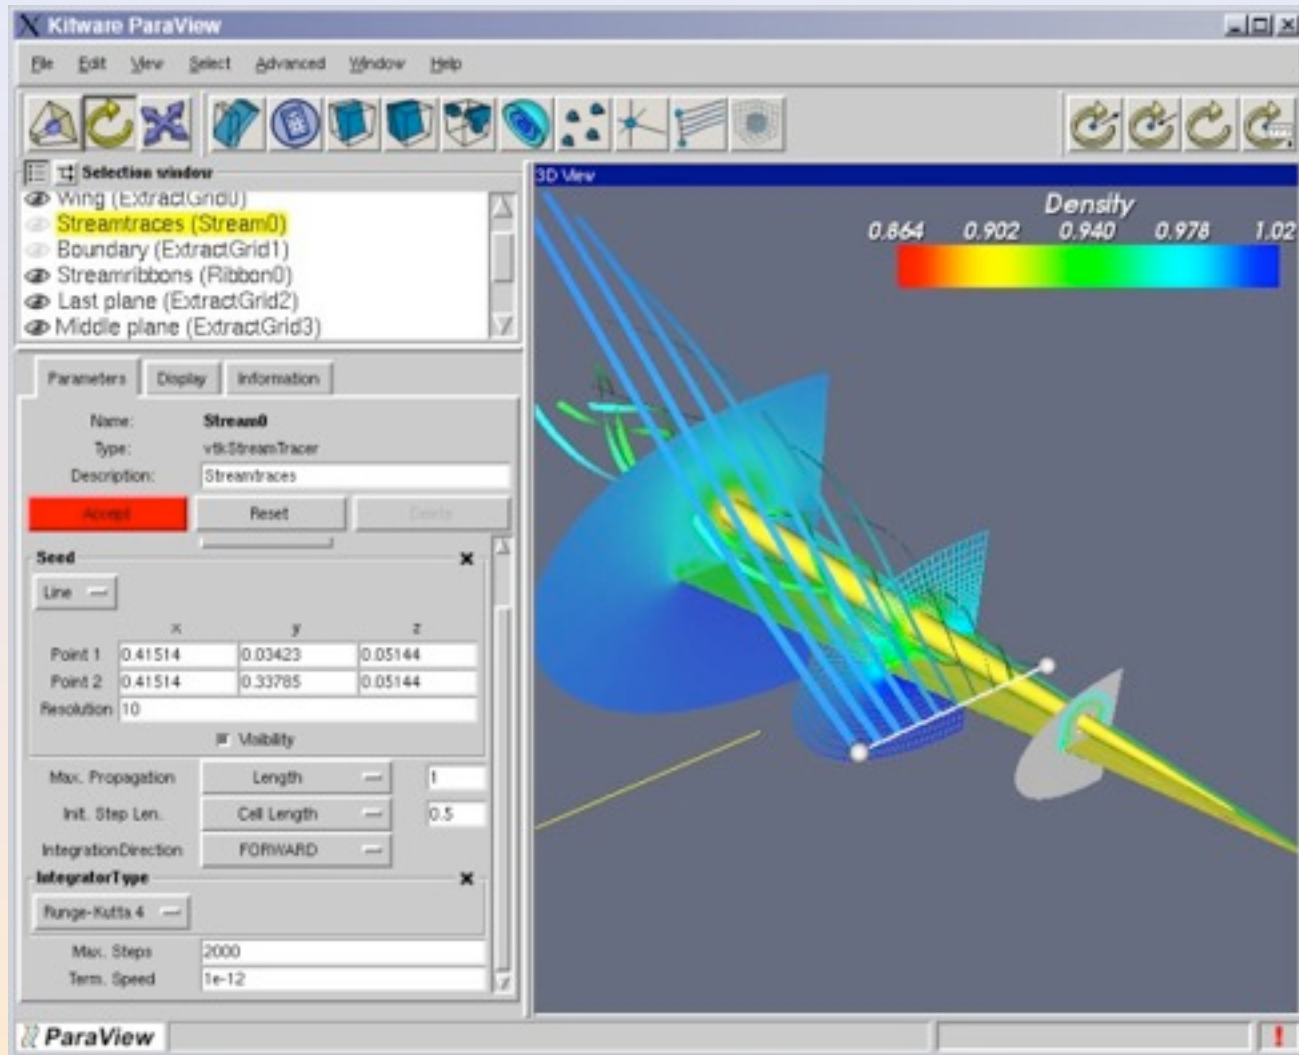 Kitware ParaView
File Edit View Select Advanced Window Help
Selection window
Wing (ExtractGrid0)
Streamtraces (Stream0)
Boundary (ExtractGrid1)
Streamribbons (Ribbon0)
Last plane (ExtractGrid2)
Middle plane (ExtractGrid3)
Parameters Display Information
Name: Stream0
Type: vtkStreamTracer
Description: Streamtraces
Accept Reset Delete
Seed
Line
x y z
Point 1 0.41514 0.03423 0.05144
Point 2 0.41514 0.33785 0.05144
Resolution 10
Visibility
Max. Propagation Length 1
Init. Step Len. Cell Length 0.5
IntegrationDirection FORWARD
IntegratorType
Runge-Kutta 4
Max. Steps 2000
Term. Speed 1e-12
3D View
Density
0.864 0.902 0.940 0.978 1.02
ParaView
!